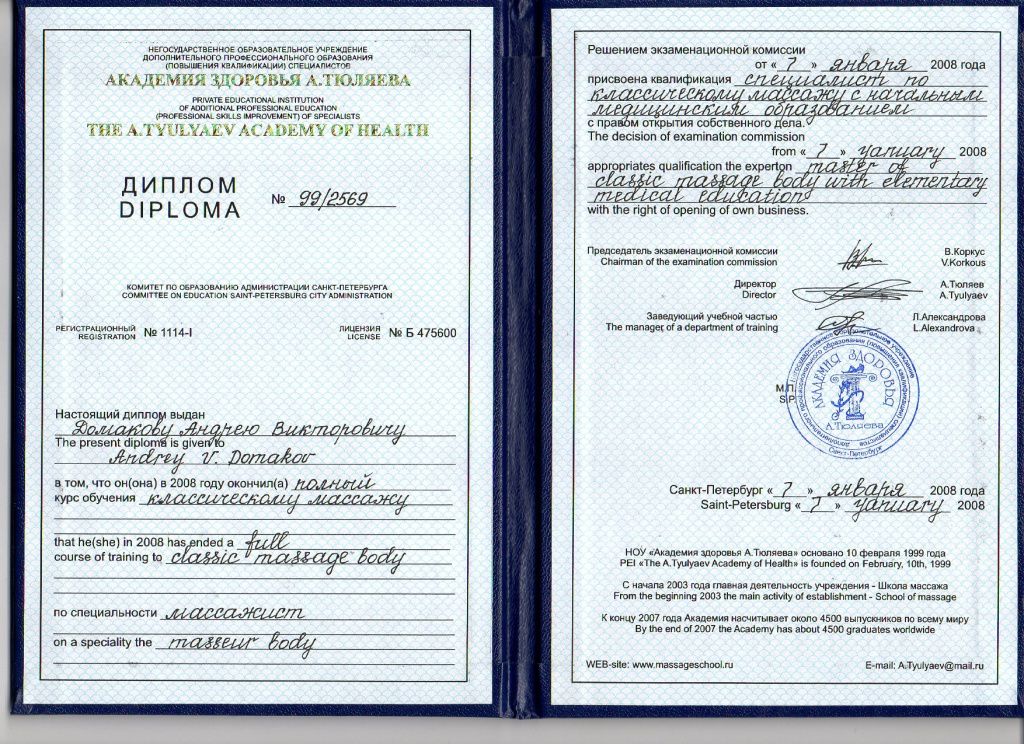 НЕГОСУДАРСТВЕННОЕ ОБРАЗОВАТЕЛЬНОЕ УЧРЕЖДЕНИЕ
ДОПОЛНИТЕЛЬНОГО ПРОФЕССИОНАЛЬНОГО ОБРАЗОВАНИЯ
(ПОВЫШЕНИЯ КВАЛИФИКАЦИИ) СПЕЦИАЛИСТОВ
АКАДЕМИЯ ЗДОРОВЬЯ А.ТЮЛЯЕВА
PRIVATE EDUCATIONAL INSTITUTION
OF ADDITIONAL PROFESSIONAL EDUCATION
(PROFESSIONAL SKILLS IMPROVEMENT) OF SPECIALISTS
THE A.TYULYAEV ACADEMY OF HEALTH
ДИПЛОМ
DIPLOMA
№ 99/2569
КОМИТЕТ ПО ОБРАЗОВАНИЮ АДМИНИСТРАЦИИ САНКТ-ПЕТЕРБУРГА
COMMITTEE ON EDUCATION SAINT-PETERSBURG CITY ADMINISTRATION
РЕГИСТРАЦИОННЫЙ
REGISTRATION № 1114-I
ЛИЦЕНЗИЯ
LICENSE № Б 475600
Настоящий диплом выдан
Домакову Андрею Викторовичу
The present diploma is given to
Andrey V. Domakov
в том, что он(она) в 2008 году окончил(а) полный
курс обучения классическому массажу
that he(she) in 2008 has ended a full
course of training to classic massage body
по специальности массажист
on a speciality the masseur body
Решением экзаменационной комиссии
от « 7 » января 2008 года
присвоена квалификация специалист по
классическому массажу с начальным
медицинским образованием
с правом открытия собственного дела.
The decision of examination commission
from « 7 » yanuary 2008
appropriates qualification the experton master of
classic massage body with elementary
medical education
with the right of opening of own business.
Председатель экзаменационной комиссии В.Коркус
Chairman of the examination commission V.Korkous
Директор А.Тюляев
Director A.Tyulyaev
Заведующий учебной частью Л.Александрова
The manager of a department of training L.Alexandrova
М.П.
S.P.
АКАДЕМИЯ ЗДОРОВЬЯ
А.Тюляева
Санкт-Петербург
Санкт-Петербург « 7 » января 2008 года
Saint-Petersburg « 7 » yanuary 2008
НОУ «Академия здоровья А.Тюляева» основано 10 февраля 1999 года
PEI «The A.Tyulyaev Academy of Health» is founded on February, 10th, 1999
С начала 2003 года главная деятельность учреждения - Школа массажа
From the beginning 2003 the main activity of establishment - School of massage
К концу 2007 года Академия насчитывает около 4500 выпускников по всему миру
By the end of 2007 the Academy has about 4500 graduates worldwide
WEB-site: www.massageschool.ru E-mail: A.Tyulyaev@mail.ru